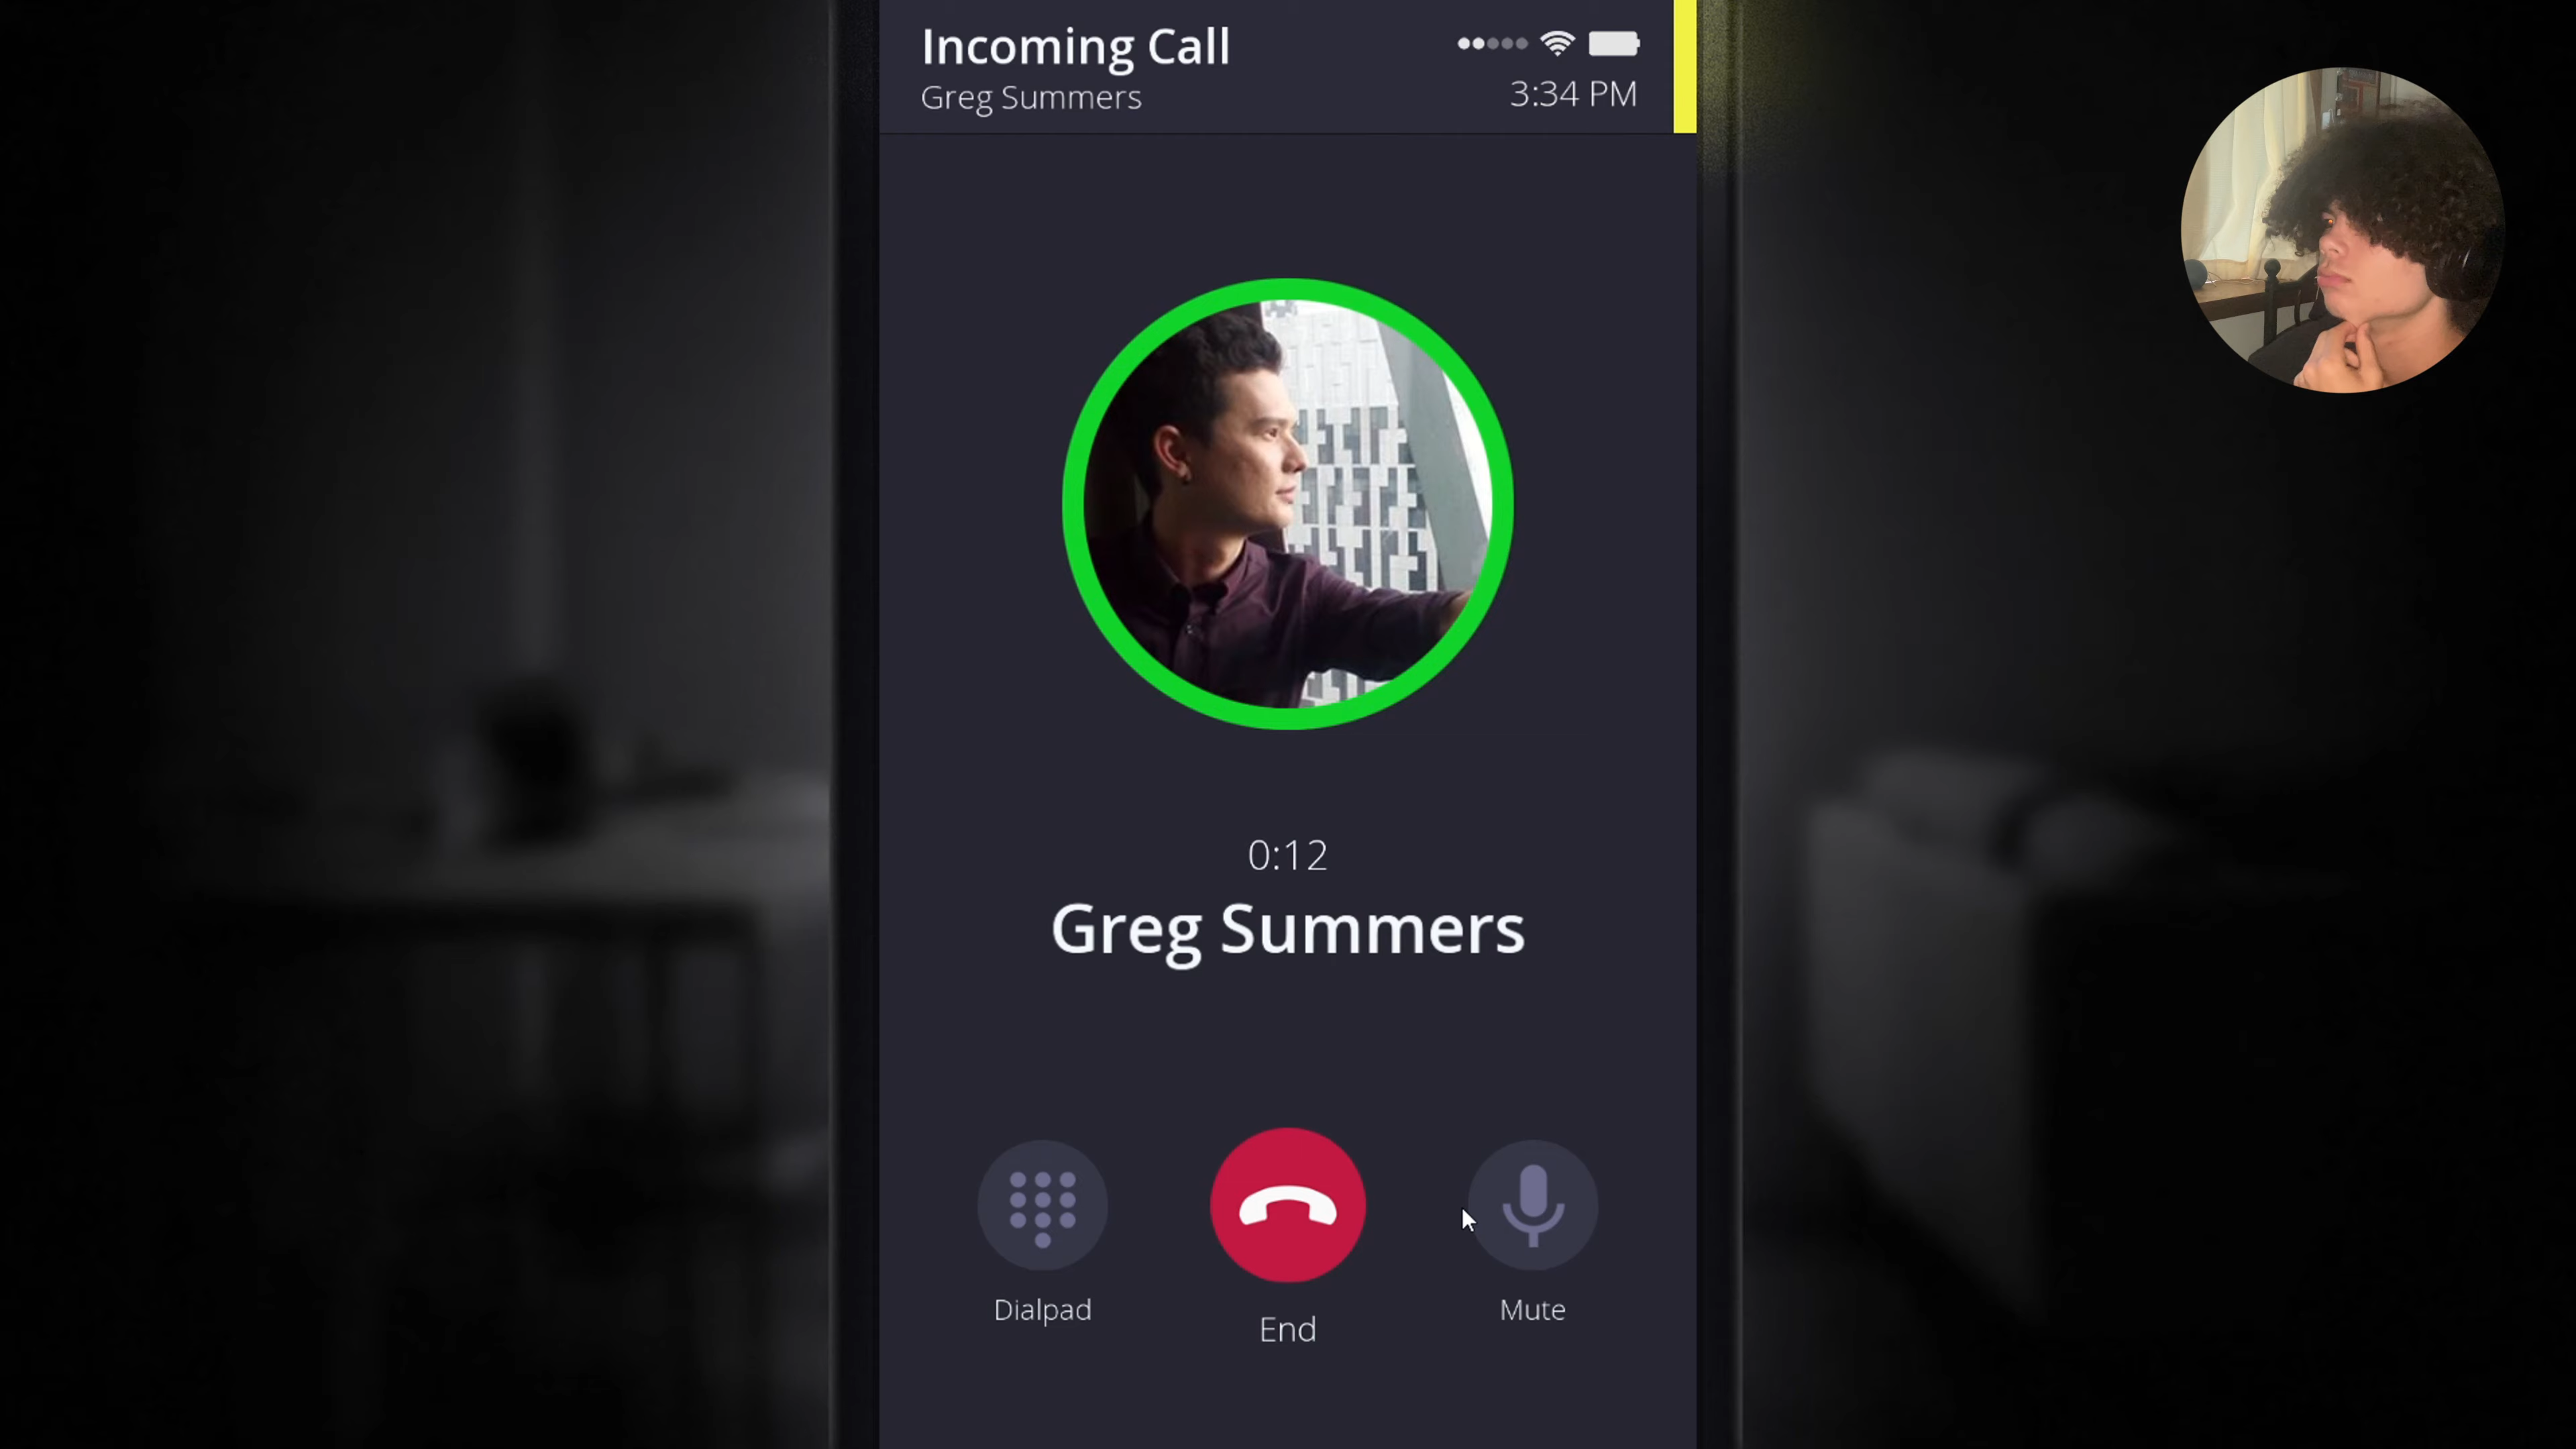 Incoming Call
Greg Summers
3:34 PM
0:12
Greg Summers
Dialpad
End
Mute